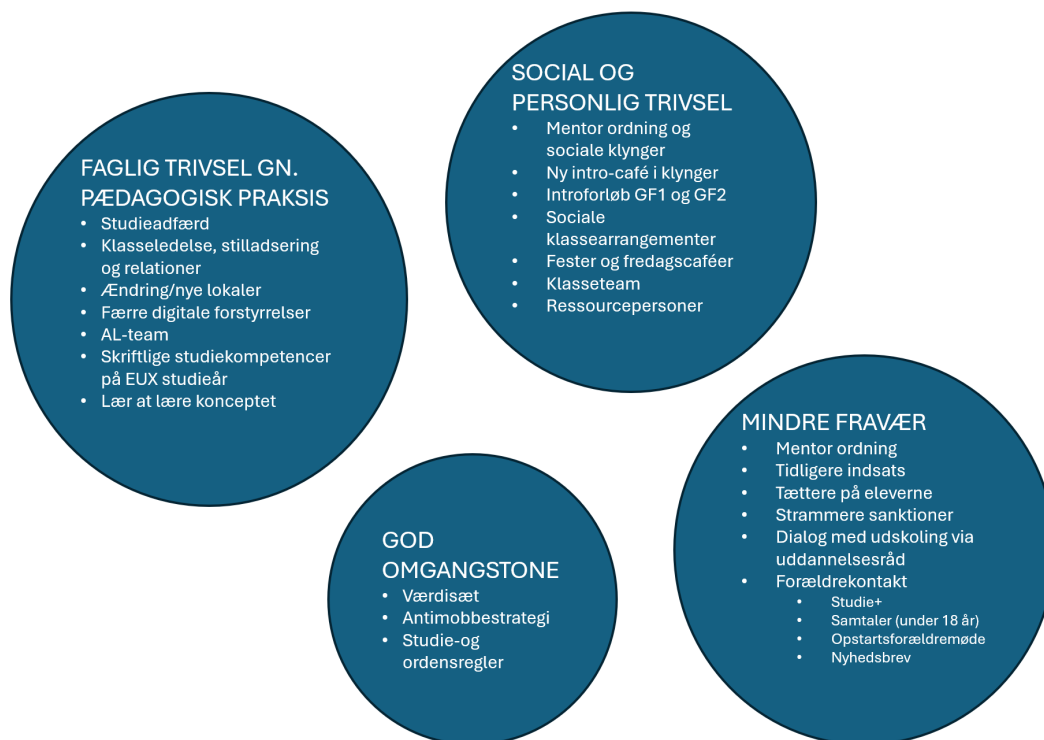 FAGLIG TRIVSEL GN.
PÆDAGOGISK PRAKSIS
• Studieadfærd
• Klasseledelse, stilladsering
og relationer
• Ændring/nye lokaler
• Færre digitale forstyrrelser
• AL-team
• Skriftlige studiekompetencer
på EUX studieår
• Lær at lære konceptet
SOCIAL OG
PERSONLIG TRIVSEL
• Mentor ordning og
sociale klynger
• Ny intro-café i klynger
• Introforløb GF1 og GF2
• Sociale
klassearrangementer
• Fester og fredagscaféer
• Klasseteam
• Ressourcepersoner
GOD
OMGANGSTONE
• Værdisæt
• Antimobbestrategi
• Studie-og
ordensregler
MINDRE FRAVÆR
• Mentor ordning
• Tidligere indsats
• Tættere på eleverne
• Strammere sanktioner
• Dialog med udskoling via
uddannelsesråd
• Forældrekontakt
• Studie+
• Samtaler (under 18 år)
• Opstartsforældremøde
• Nyhedsbrev